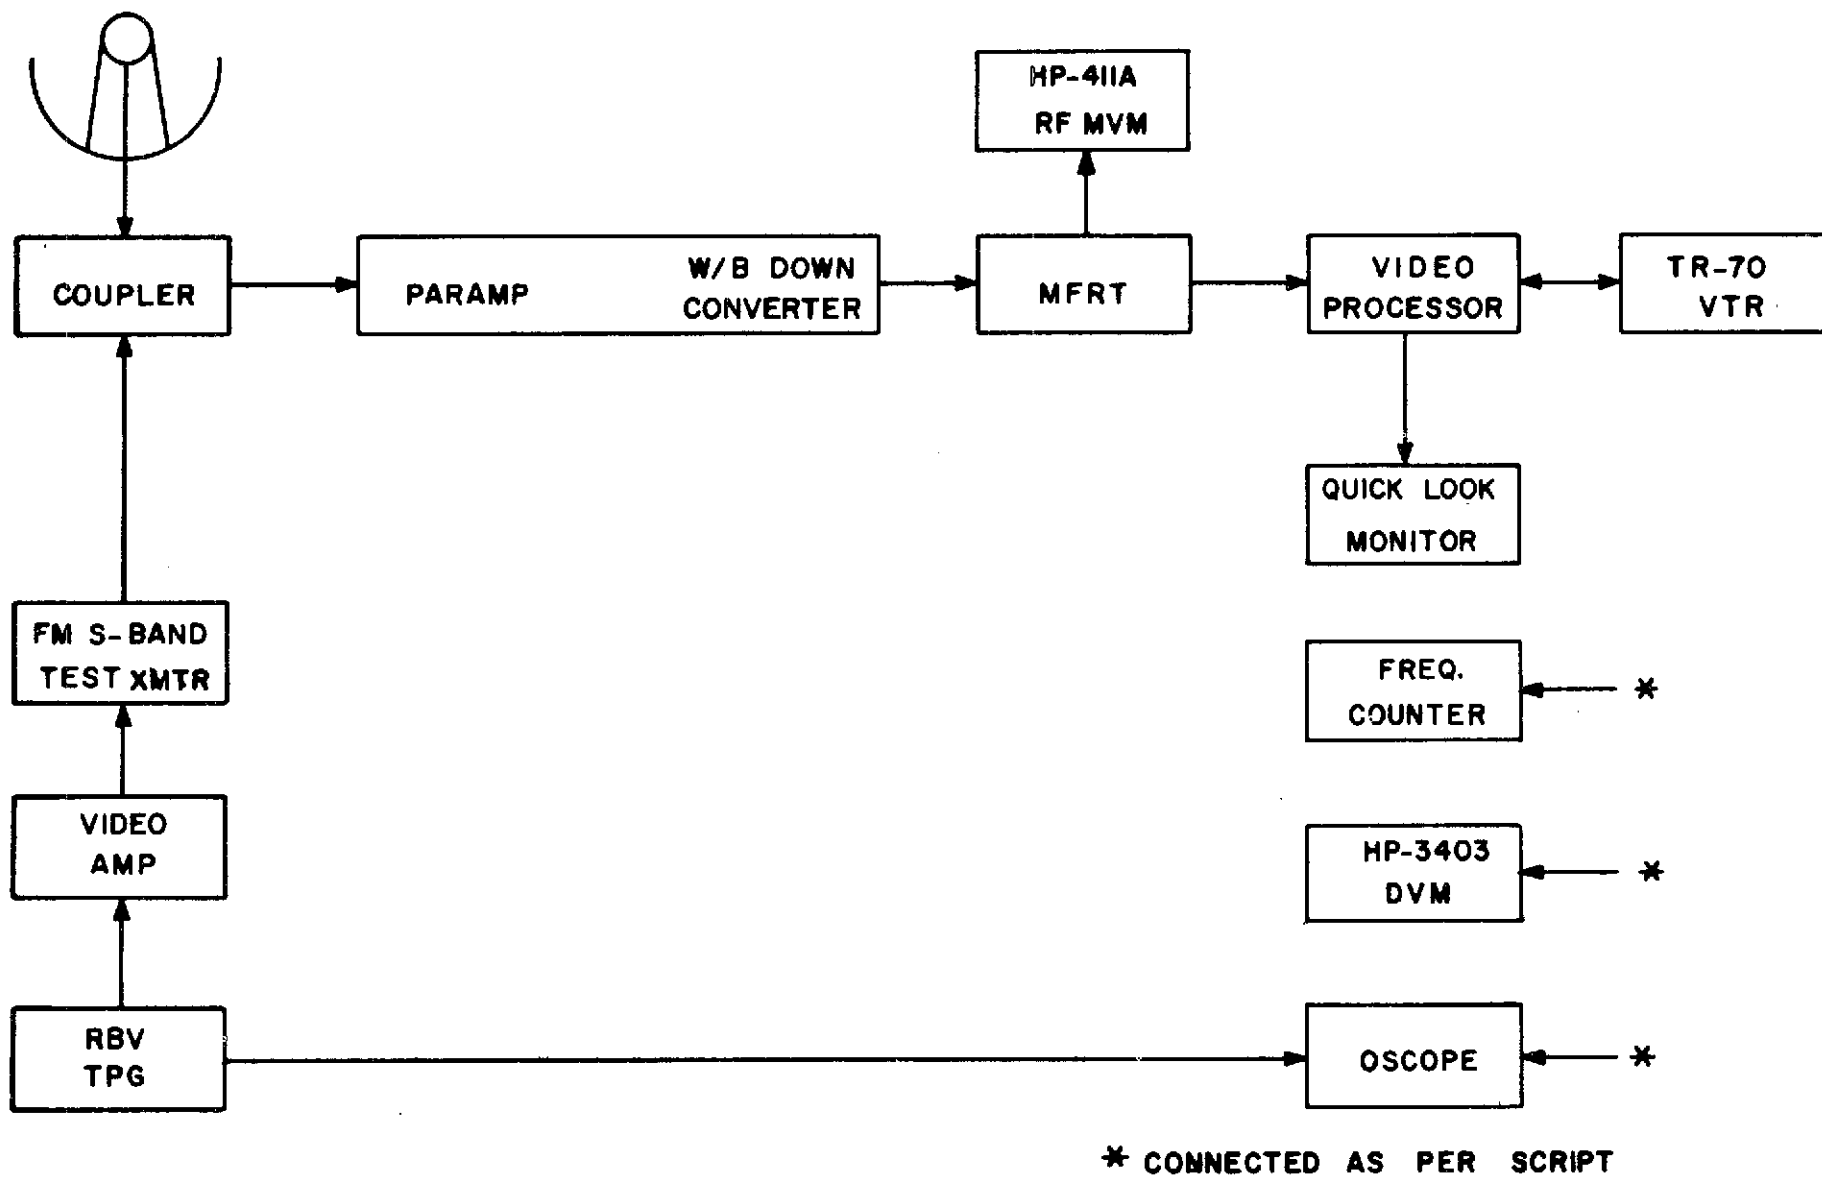 HP-411A
RF MVM
COUPLER
PARAMP
W/B DOWN
CONVERTER
MFRT
VIDEO
PROCESSOR
TR-70
VTR
QUICK LOOK
MONITOR
FM S-BAND
TEST XMTR
FREQ.
COUNTER
*
VIDEO
AMP
HP-3403
DVM
*
RBV
TPG
OSCOPE
*
* CONNECTED AS PER SCRIPT